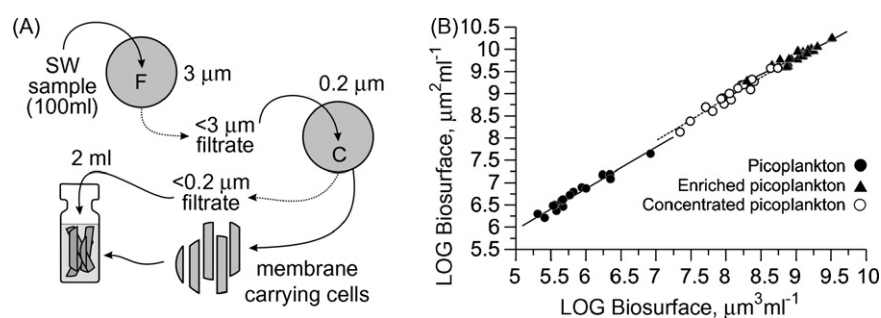 (A)
SW
sample
(100ml)
F
3 μm
<3 μm
filtrate
0.2 μm
C
2 ml
<0.2 μm
filtrate
membrane
carrying cells
(B)
LOG Biosurface, μm²ml⁻¹
10.5
10
9.5
9
8.5
8
7.5
7
6.5
5.5
Picoplankton
Enriched picoplankton
Concentrated picoplankton
5 5.5 6 6.5 7 7.5 8 8.5 9 9.5 10
LOG Biosurface, μm³ml⁻¹